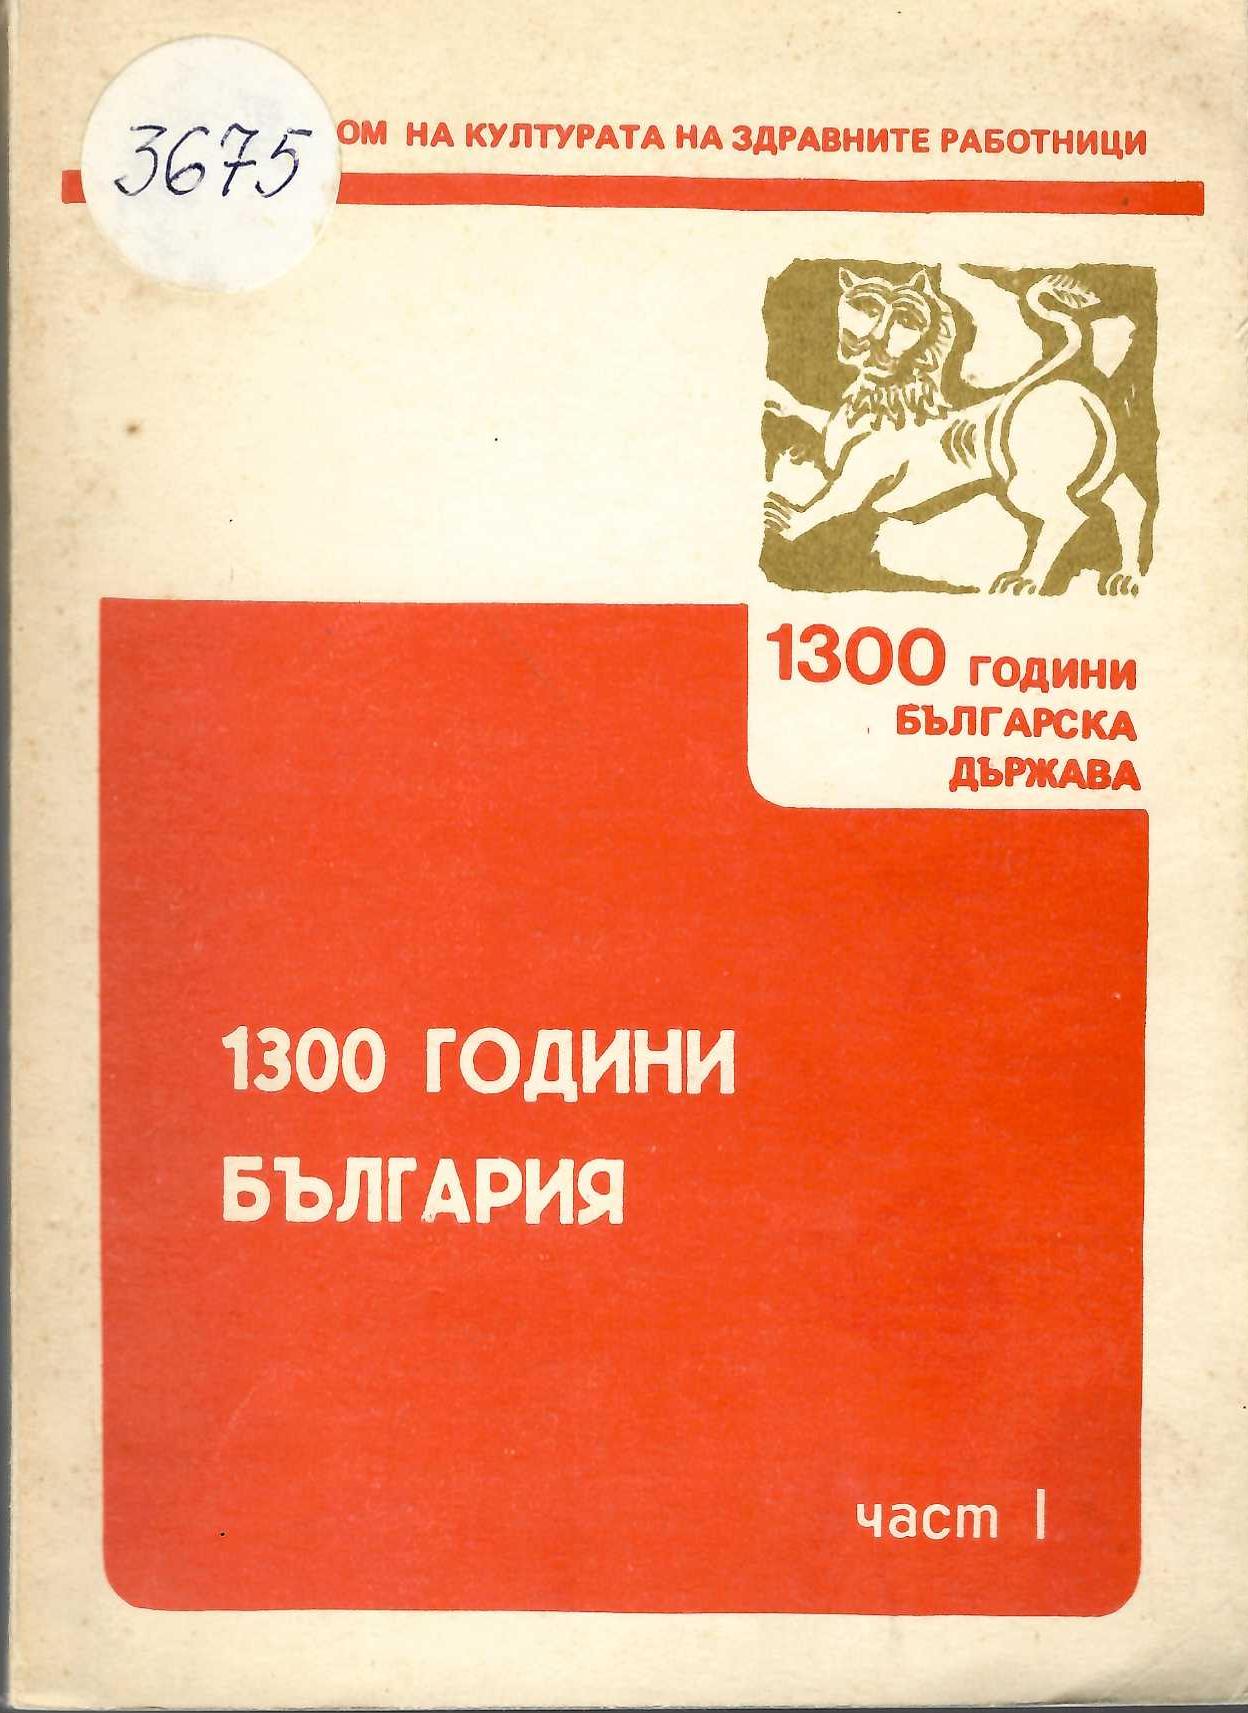 3675
ОМ НА КУЛТУРАТА НА ЗДРАВНИТЕ РАБОТНИЦИ
1300 ГОДИНИ
БЪЛГАРСКА
ДЪРЖАВА
1300 ГОДИНИ
БЪЛГАРИЯ
част I